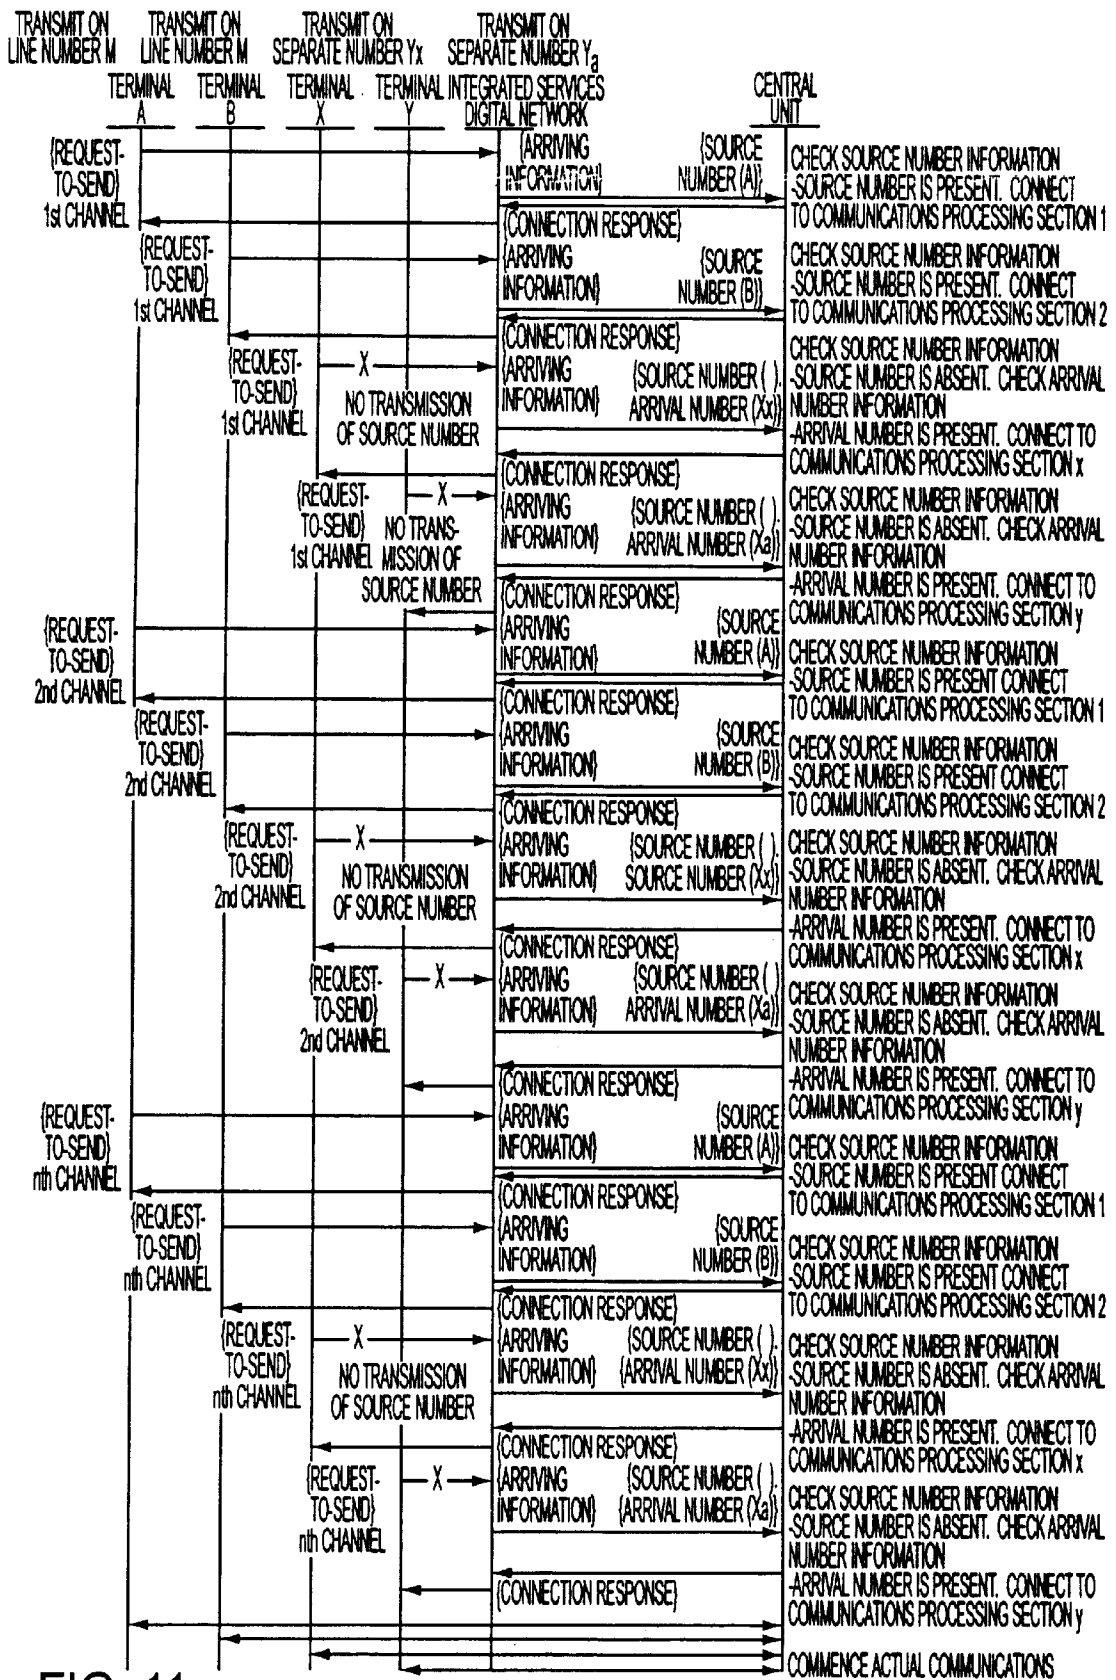 TRANSMIT ON
LINE NUMBER M
TRANSMIT ON
LINE NUMBER M
TRANSMIT ON
SEPARATE NUMBER Yx
TRANSMIT ON
SEPARATE NUMBER Ya
TERMINAL
A
TERMINAL
B
TERMINAL
X
TERMINAL
Y
INTEGRATED SERVICES
DIGITAL NETWORK
CENTRAL
UNIT
{REQUEST-
TO-SEND}
1st CHANNEL
{ARRIVING
INFORMATION}
{SOURCE
NUMBER (A)}
CHECK SOURCE NUMBER INFORMATION
-SOURCE NUMBER IS PRESENT. CONNECT
TO COMMUNICATIONS PROCESSING SECTION 1
{CONNECTION RESPONSE}
{REQUEST-
TO-SEND}
1st CHANNEL
{ARRIVING
INFORMATION}
{SOURCE
NUMBER (B)}
CHECK SOURCE NUMBER INFORMATION
-SOURCE NUMBER IS PRESENT. CONNECT
TO COMMUNICATIONS PROCESSING SECTION 2
{CONNECTION RESPONSE}
{REQUEST-
TO-SEND}
1st CHANNEL
X
NO TRANSMISSION
OF SOURCE NUMBER
{ARRIVING
INFORMATION}
{SOURCE NUMBER ( ).
ARRIVAL NUMBER (Xx)}
CHECK SOURCE NUMBER INFORMATION
-SOURCE NUMBER IS ABSENT. CHECK ARRIVAL
NUMBER INFORMATION
-ARRIVAL NUMBER IS PRESENT. CONNECT TO
COMMUNICATIONS PROCESSING SECTION x
{CONNECTION RESPONSE}
{REQUEST-
TO-SEND}
1st CHANNEL
X
NO TRANS-
MISSION OF
SOURCE NUMBER
{ARRIVING
INFORMATION}
{SOURCE NUMBER ( ).
ARRIVAL NUMBER (Xa)}
CHECK SOURCE NUMBER INFORMATION
-SOURCE NUMBER IS ABSENT. CHECK ARRIVAL
NUMBER INFORMATION
-ARRIVAL NUMBER IS PRESENT. CONNECT TO
COMMUNICATIONS PROCESSING SECTION y
{CONNECTION RESPONSE}
{REQUEST-
TO-SEND}
2nd CHANNEL
{ARRIVING
INFORMATION}
{SOURCE
NUMBER (A)}
CHECK SOURCE NUMBER INFORMATION
-SOURCE NUMBER IS PRESENT CONNECT
TO COMMUNICATIONS PROCESSING SECTION 1
{CONNECTION RESPONSE}
{REQUEST-
TO-SEND}
2nd CHANNEL
{ARRIVING
INFORMATION}
{SOURCE
NUMBER (B)}
CHECK SOURCE NUMBER INFORMATION
-SOURCE NUMBER IS PRESENT CONNECT
TO COMMUNICATIONS PROCESSING SECTION 2
{CONNECTION RESPONSE}
{REQUEST-
TO-SEND}
2nd CHANNEL
X
NO TRANSMISSION
OF SOURCE NUMBER
{ARRIVING
INFORMATION}
{SOURCE NUMBER ( ).
SOURCE NUMBER (Xx)}
CHECK SOURCE NUMBER INFORMATION
-SOURCE NUMBER IS ABSENT. CHECK ARRIVAL
NUMBER INFORMATION
-ARRIVAL NUMBER IS PRESENT. CONNECT TO
COMMUNICATIONS PROCESSING SECTION x
{CONNECTION RESPONSE}
{REQUEST-
TO-SEND}
2nd CHANNEL
X
{ARRIVING
INFORMATION}
{SOURCE NUMBER ( )
ARRIVAL NUMBER (Xa)}
CHECK SOURCE NUMBER INFORMATION
-SOURCE NUMBER IS ABSENT. CHECK ARRIVAL
NUMBER INFORMATION
-ARRIVAL NUMBER IS PRESENT. CONNECT TO
COMMUNICATIONS PROCESSING SECTION y
{CONNECTION RESPONSE}
{REQUEST-
TO-SEND}
nth CHANNEL
{ARRIVING
INFORMATION}
{SOURCE
NUMBER (A)}
CHECK SOURCE NUMBER INFORMATION
-SOURCE NUMBER IS PRESENT CONNECT
TO COMMUNICATIONS PROCESSING SECTION 1
{CONNECTION RESPONSE}
{REQUEST-
TO-SEND}
nth CHANNEL
{ARRIVING
INFORMATION}
{SOURCE
NUMBER (B)}
CHECK SOURCE NUMBER INFORMATION
-SOURCE NUMBER IS PRESENT CONNECT
TO COMMUNICATIONS PROCESSING SECTION 2
{CONNECTION RESPONSE}
{REQUEST-
TO-SEND}
nth CHANNEL
X
NO TRANSMISSION
OF SOURCE NUMBER
{ARRIVING
INFORMATION}
{SOURCE NUMBER ( ).
{ARRIVAL NUMBER (Xx)}
CHECK SOURCE NUMBER INFORMATION
-SOURCE NUMBER IS ABSENT. CHECK ARRIVAL
NUMBER INFORMATION
-ARRIVAL NUMBER IS PRESENT. CONNECT TO
COMMUNICATIONS PROCESSING SECTION x
{CONNECTION RESPONSE}
{REQUEST-
TO-SEND}
nth CHANNEL
X
{ARRIVING
INFORMATION}
{SOURCE NUMBER ( ).
{ARRIVAL NUMBER (Xa)}
CHECK SOURCE NUMBER INFORMATION
-SOURCE NUMBER IS ABSENT. CHECK ARRIVAL
NUMBER INFORMATION
-ARRIVAL NUMBER IS PRESENT. CONNECT TO
COMMUNICATIONS PROCESSING SECTION y
{CONNECTION RESPONSE}
COMMENCE ACTUAL COMMUNICATIONS
FIG. 11